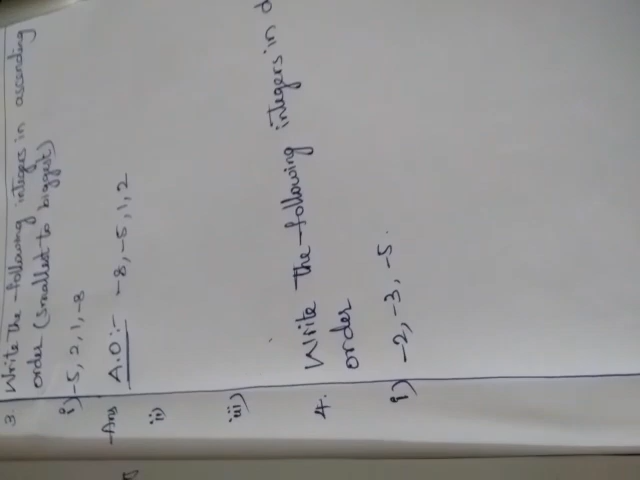 3. Write the following integers in ascending
order (smallest to biggest)
i) -5, 2, 1, -8
Ans A.O:- -8, -5, 1, 2
ii)
iii)
4. Write the following integers in d
order
i) -2, -3, -5.